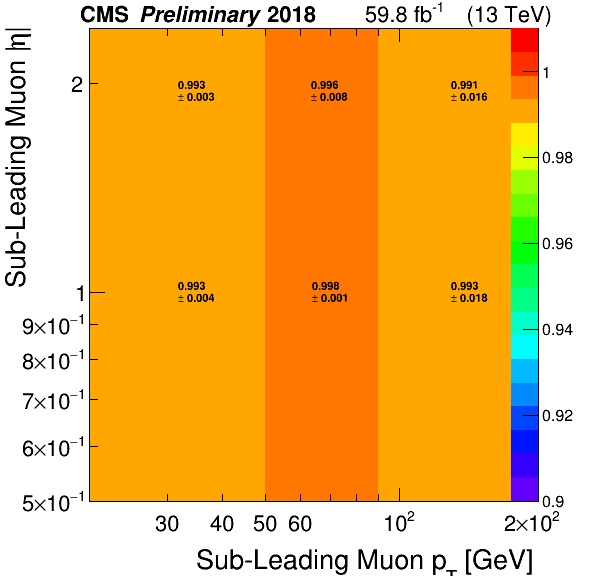 CMS Preliminary 2018 59.8 fb⁻¹ (13 TeV)
Sub-Leading Muon |η|
2
1
9×10⁻¹
8×10⁻¹
7×10⁻¹
6×10⁻¹
5×10⁻¹
0.993 0.996 0.991
± 0.003 ± 0.008 ± 0.016
0.993 0.998 0.993
± 0.004 ± 0.001 ± 0.018
1
0.98
0.96
0.94
0.92
0.9
30 40 50 60 10² 2×10²
Sub-Leading Muon p_T [GeV]